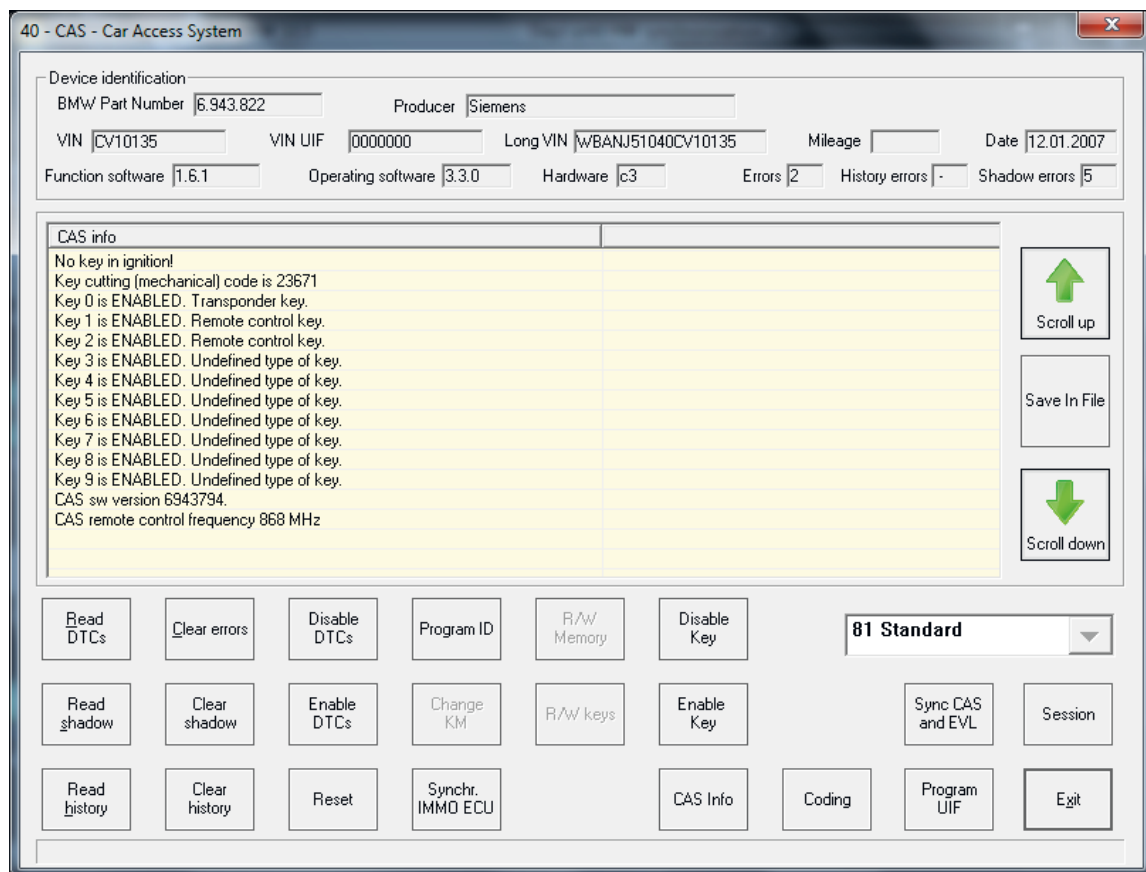 40 - CAS - Car Access System
Device identification
BMW Part Number 6.943.822 Producer Siemens
VIN CV10135 VIN UIF 0000000 Long VIN WBANJ51040CV10135 Mileage Date 12.01.2007
Function software 1.6.1 Operating software 3.3.0 Hardware c3 Errors 2 History errors - Shadow errors 5
CAS info
No key in ignition!
Key cutting (mechanical) code is 23671
Key 0 is ENABLED. Transponder key.
Key 1 is ENABLED. Remote control key.
Key 2 is ENABLED. Remote control key.
Key 3 is ENABLED. Undefined type of key.
Key 4 is ENABLED. Undefined type of key.
Key 5 is ENABLED. Undefined type of key.
Key 6 is ENABLED. Undefined type of key.
Key 7 is ENABLED. Undefined type of key.
Key 8 is ENABLED. Undefined type of key.
Key 9 is ENABLED. Undefined type of key.
CAS sw version 6943794.
CAS remote control frequency 868 MHz
Scroll up
Save In File
Scroll down
Read DTCs Clear errors Disable DTCs Program ID R/W Memory Disable Key 81 Standard
Read shadow Clear shadow Enable DTCs Change KM R/W keys Enable Key Sync CAS and EVL Session
Read history Clear history Reset Synchr. IMMO ECU CAS Info Coding Program UIF Exit